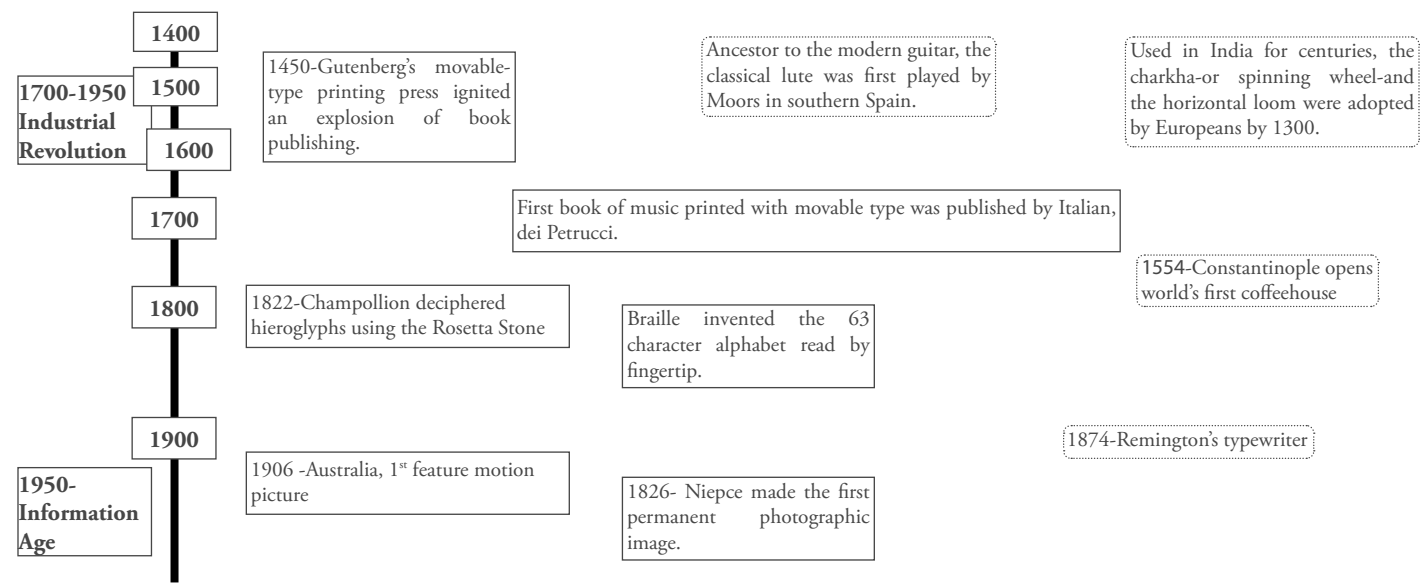 1400
1500
1600
1700
1800
1900
1700-1950
Industrial
Revolution
1950-
Information
Age
1450-Gutenberg's movable-
type printing press ignited
an explosion of book
publishing.
Ancestor to the modern guitar, the
classical lute was first played by
Moors in southern Spain.
Used in India for centuries, the
charkha-or spinning wheel-and
the horizontal loom were adopted
by Europeans by 1300.
First book of music printed with movable type was published by Italian,
dei Petrucci.
1554-Constantinople opens
world's first coffeehouse
1822-Champollion deciphered
hieroglyphs using the Rosetta Stone
Braille invented the 63
character alphabet read by
fingertip.
1874-Remington's typewriter
1906 -Australia, 1st feature motion
picture
1826- Niepce made the first
permanent photographic
image.